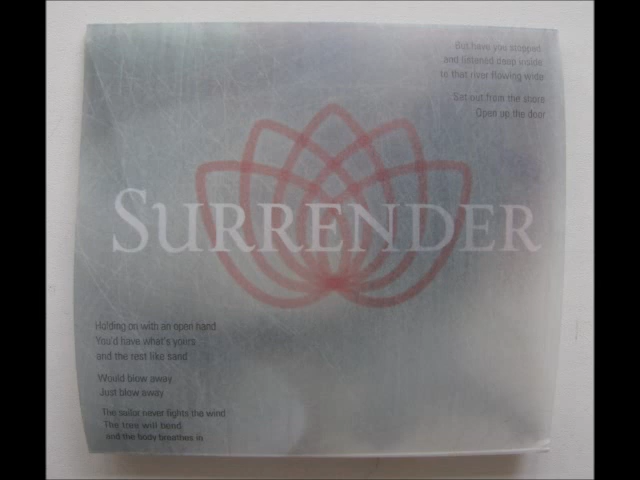 But have you stopped
and listened deep inside
to that river flowing wide
Set out from the shore
Open up the door
SURRENDER
Holding on with an open hand
You'd have what's yours
and the rest like sand
Would blow away
Just blow away
The sailor never fights the wind
The tree will bend
and the body breathes in